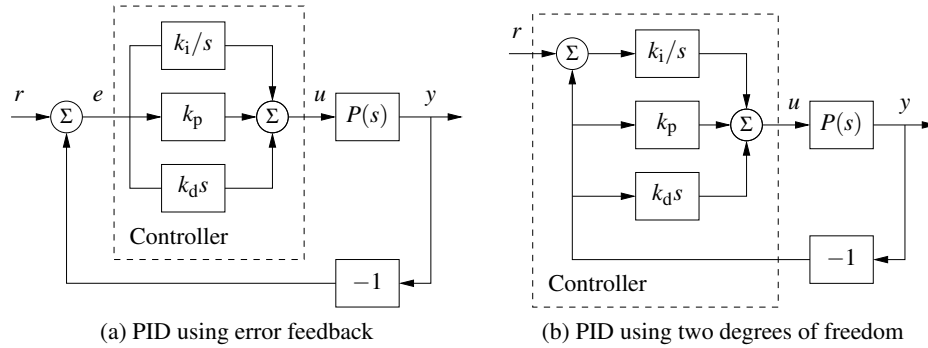 r
Σ
e
k_i/s
k_p
k_d s
Σ
u
P(s)
y
Controller
−1
(a) PID using error feedback
r
Σ
k_i/s
k_p
k_d s
Σ
u
P(s)
y
−1
Controller
(b) PID using two degrees of freedom